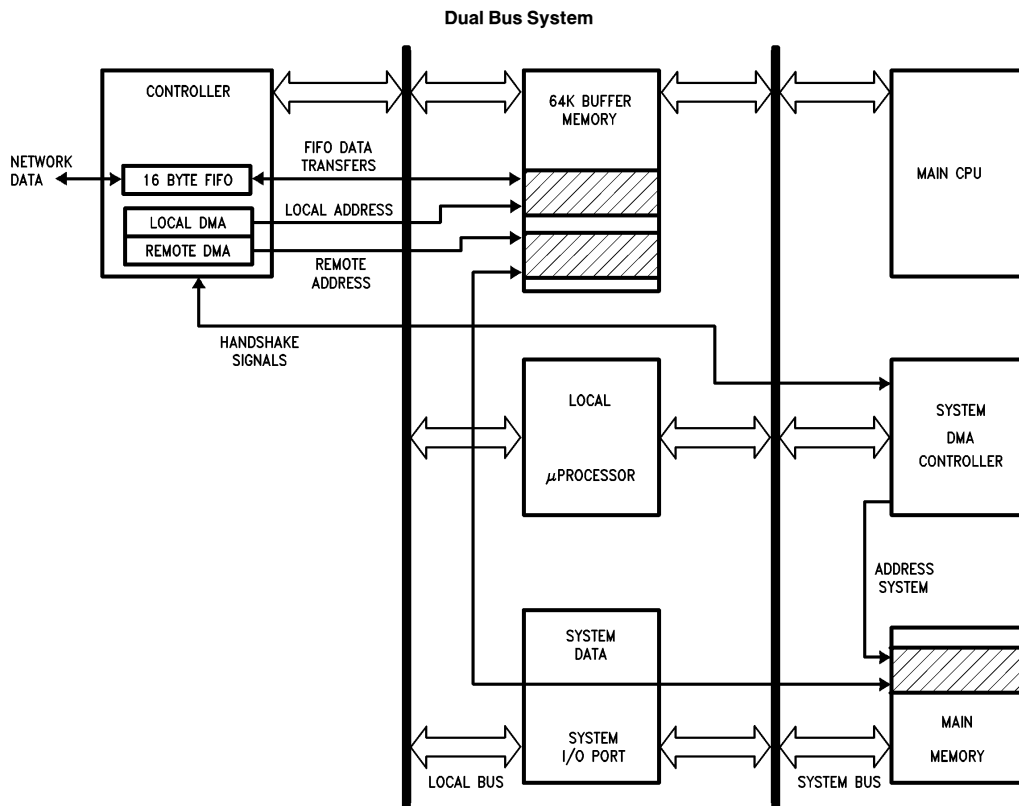 Dual Bus System
CONTROLLER
NETWORK
DATA
16 BYTE FIFO
LOCAL DMA
REMOTE DMA
FIFO DATA
TRANSFERS
LOCAL ADDRESS
REMOTE
ADDRESS
HANDSHAKE
SIGNALS
64K BUFFER
MEMORY
MAIN CPU
LOCAL
μPROCESSOR
SYSTEM
DMA
CONTROLLER
ADDRESS
SYSTEM
SYSTEM
DATA
SYSTEM
I/O PORT
MAIN
MEMORY
LOCAL BUS
SYSTEM BUS